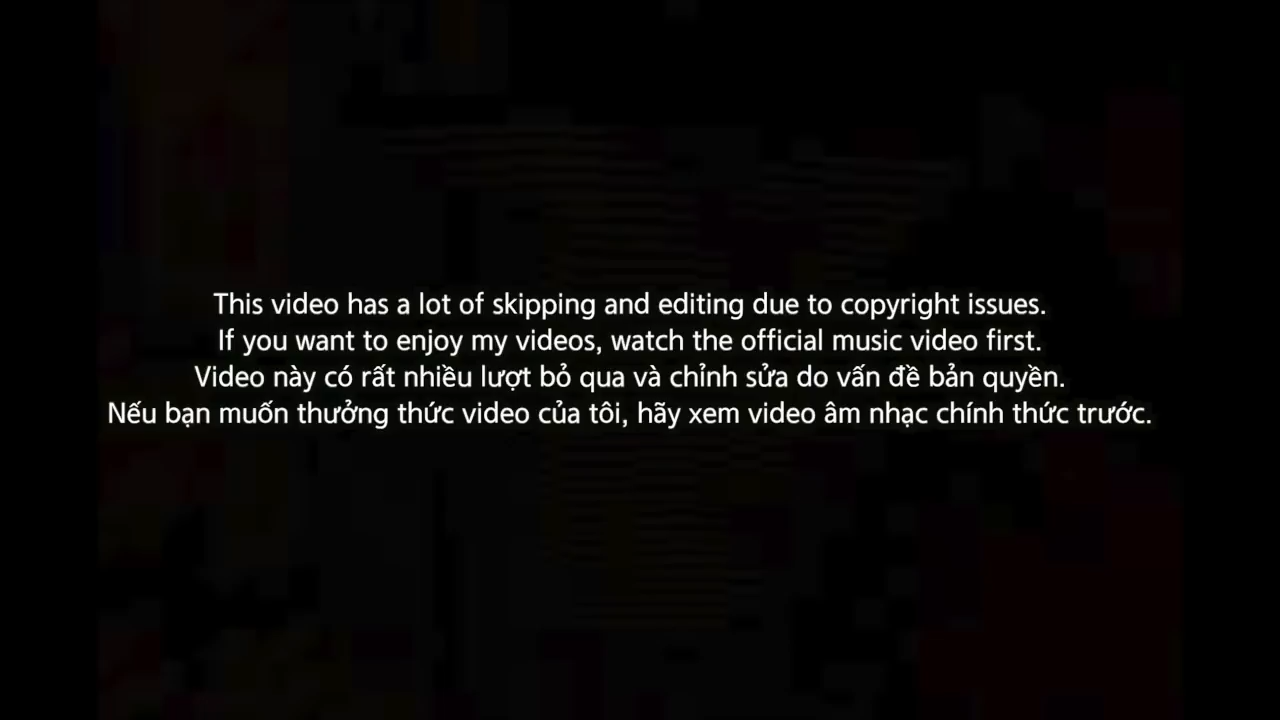 This video has a lot of skipping and editing due to copyright issues.
If you want to enjoy my videos, watch the official music video first.
Video này có rất nhiều lượt bỏ qua và chỉnh sửa do vấn đề bản quyền.
Nếu bạn muốn thưởng thức video của tôi, hãy xem video âm nhạc chính thức trước.